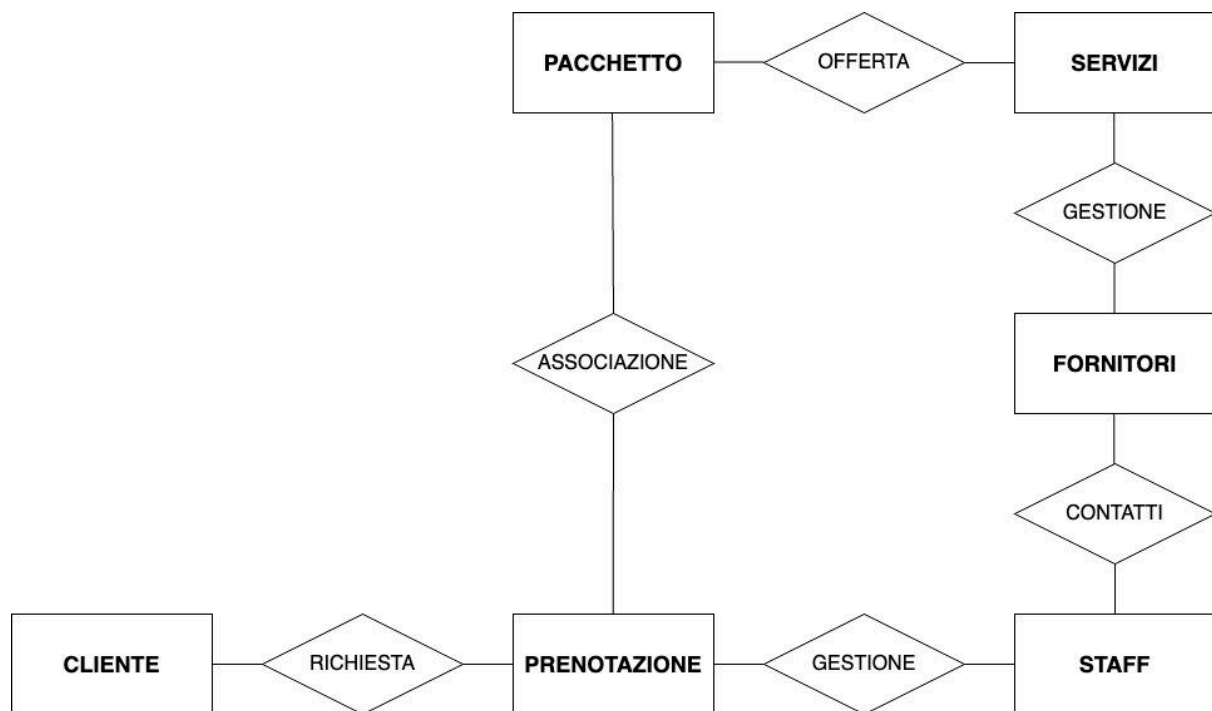 PACCHETTO
OFFERTA
SERVIZI
GESTIONE
ASSOCIAZIONE
FORNITORI
CONTATTI
CLIENTE
RICHIESTA
PRENOTAZIONE
GESTIONE
STAFF